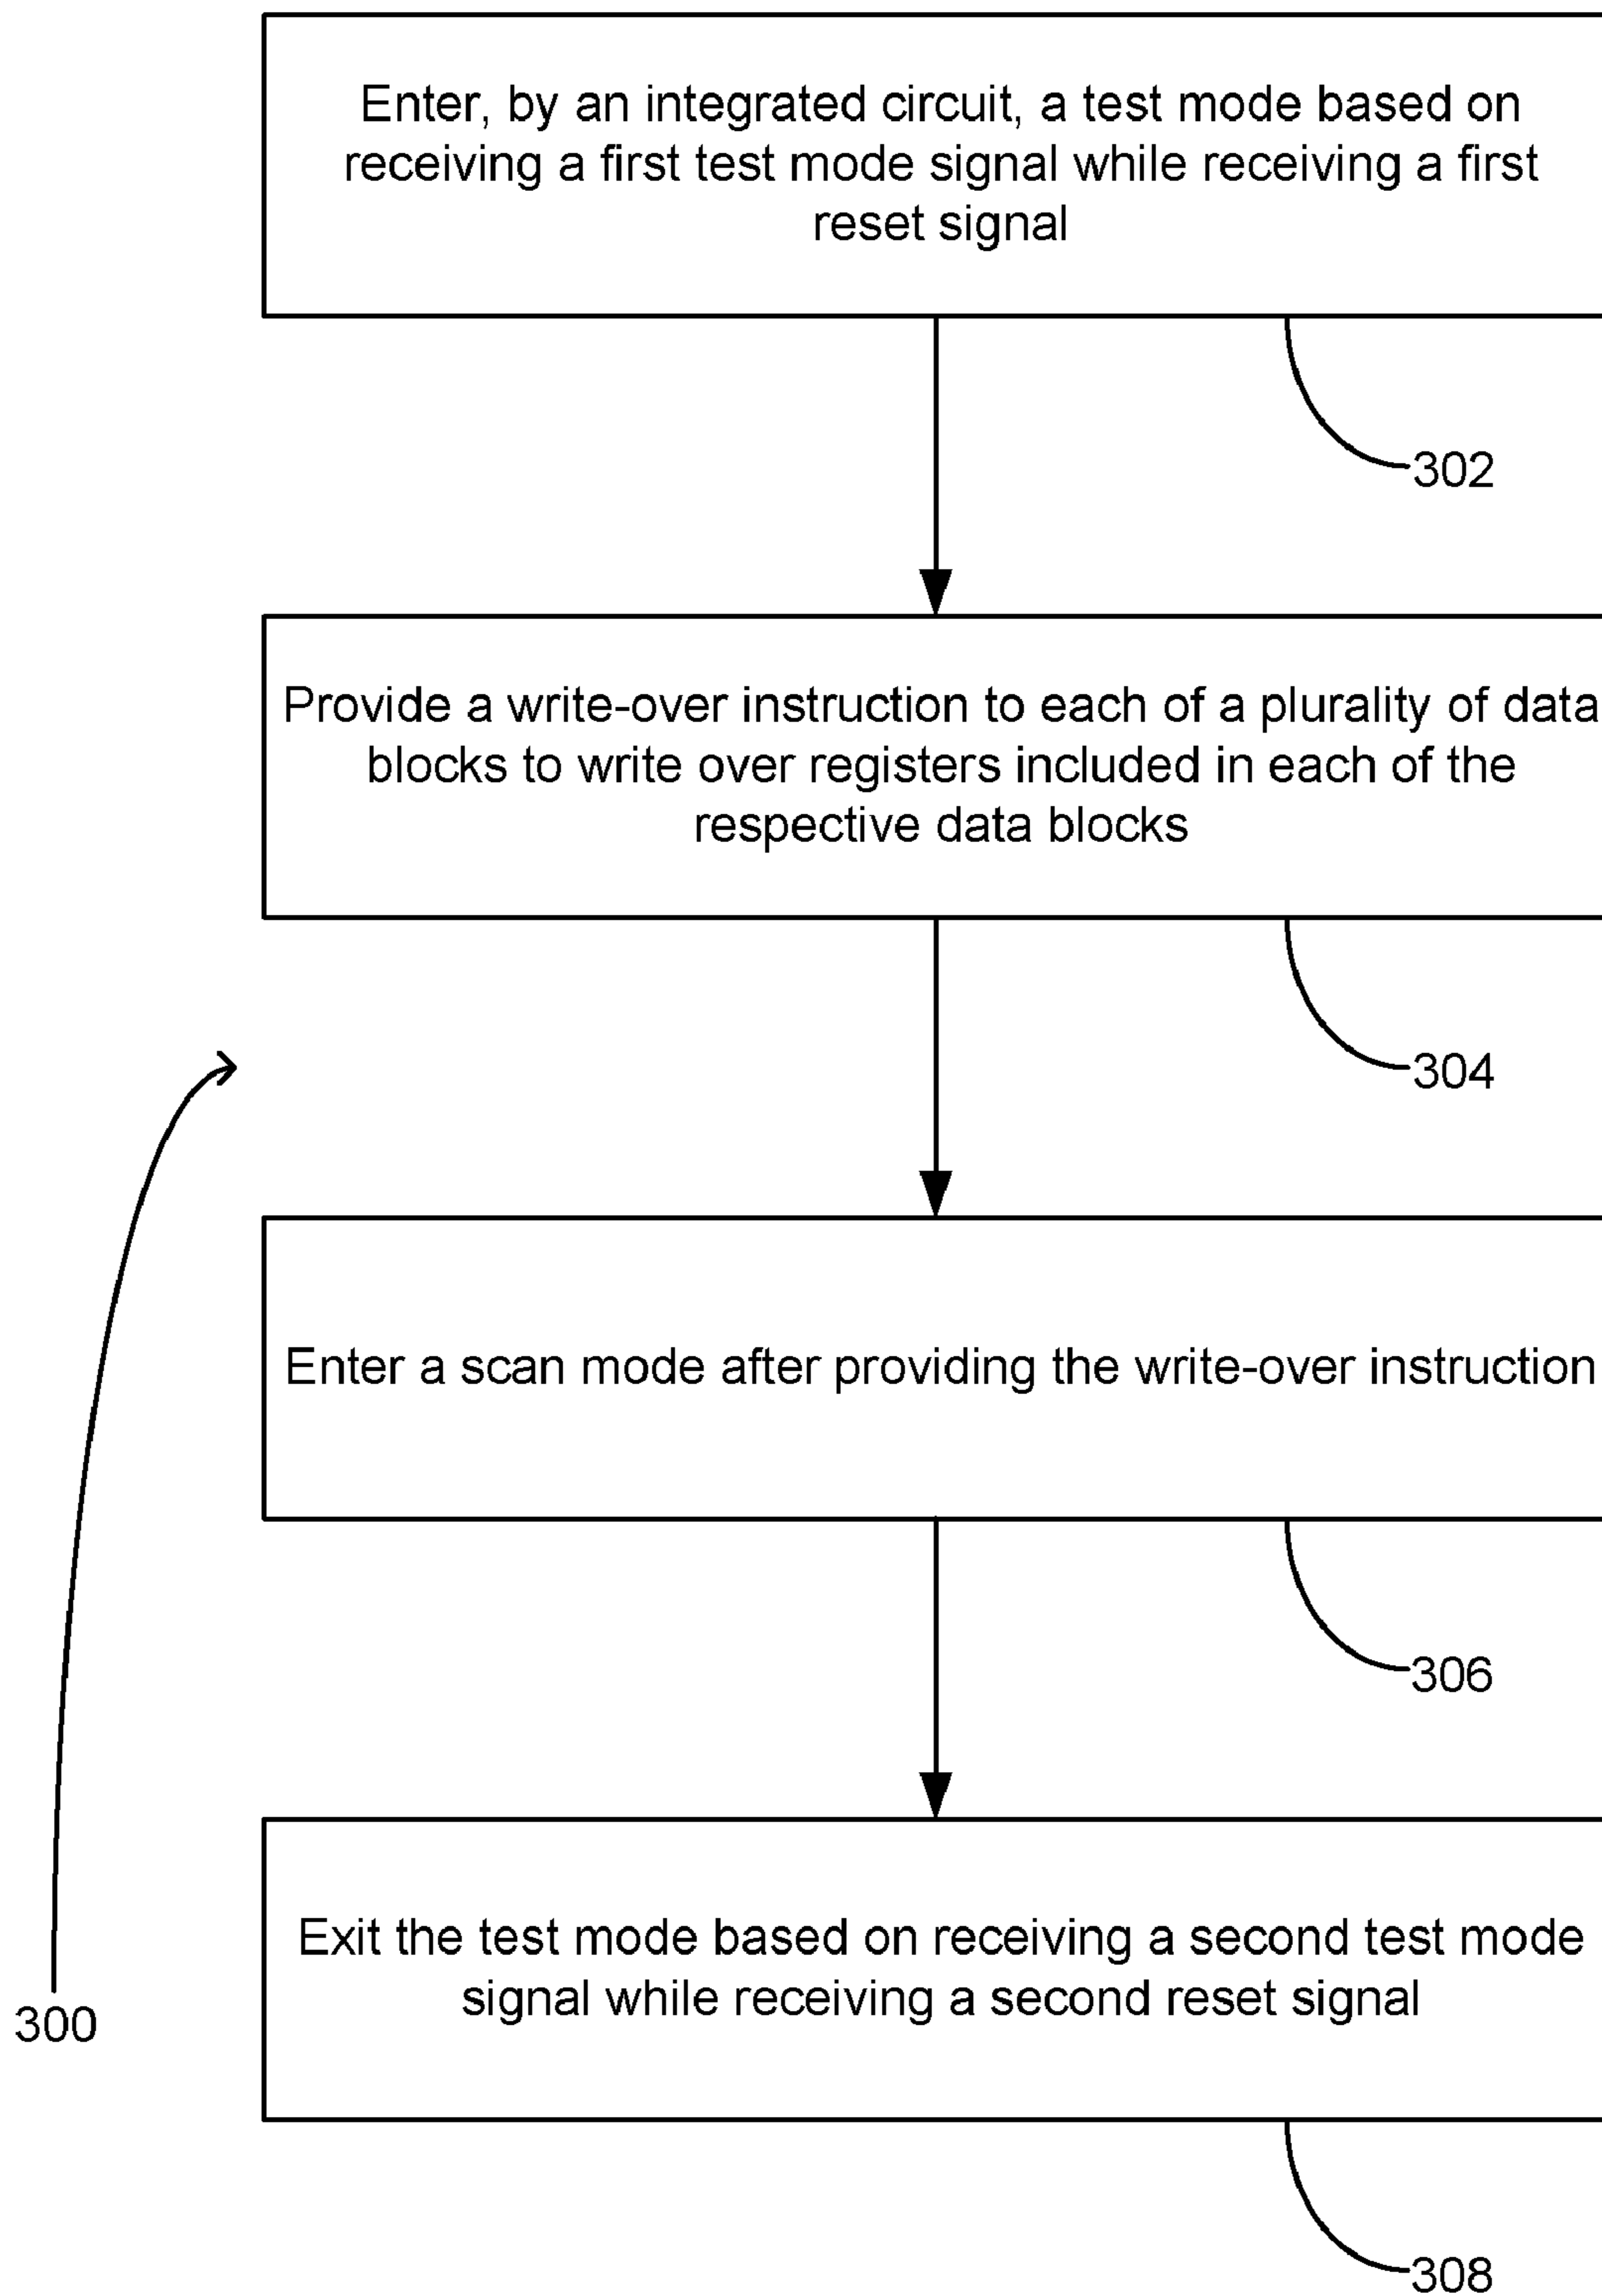 Enter, by an integrated circuit, a test mode based on
receiving a first test mode signal while receiving a first
reset signal
302
Provide a write-over instruction to each of a plurality of data
blocks to write over registers included in each of the
respective data blocks
304
Enter a scan mode after providing the write-over instruction
306
Exit the test mode based on receiving a second test mode
signal while receiving a second reset signal
300
308